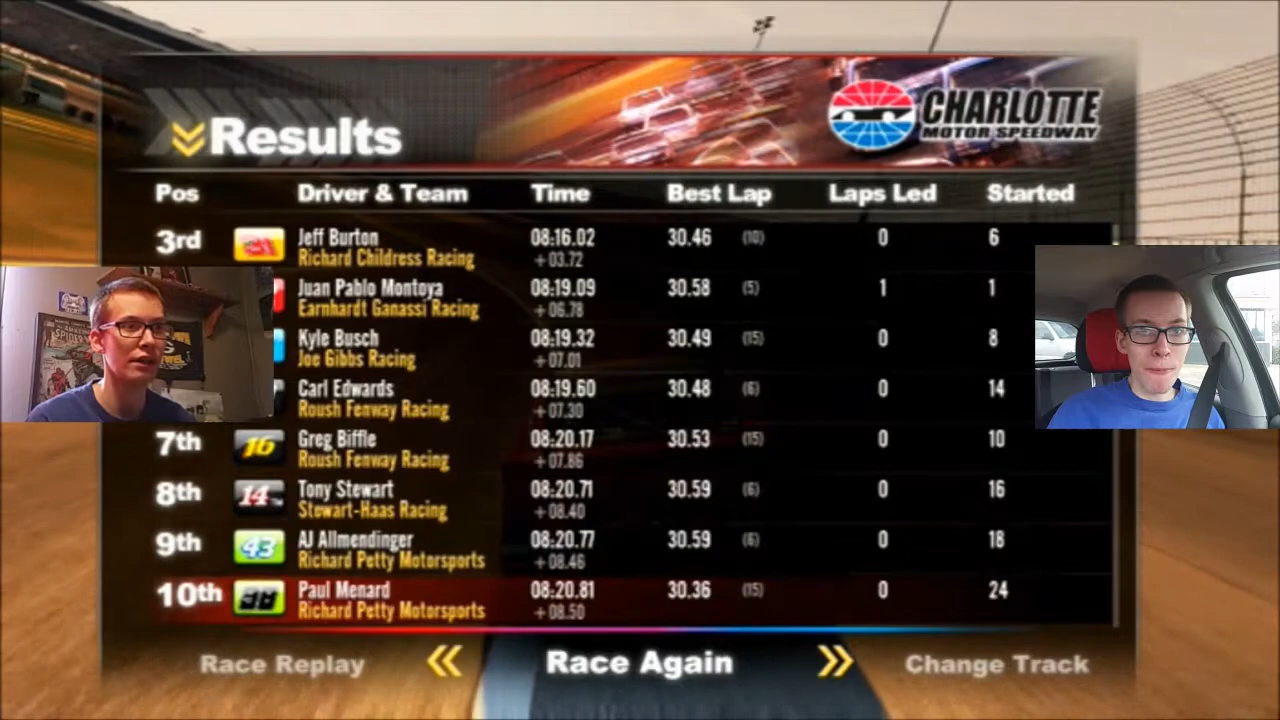 Results
CHARLOTTE
MOTOR SPEEDWAY
Pos Driver & Team Time Best Lap Laps Led Started
3rd Jeff Burton 08:16.02 30.46 (10) 0 6
Richard Childress Racing +03.72
Juan Pablo Montoya 08:19.09 30.58 (5) 1 1
Earnhardt Ganassi Racing +06.78
Kyle Busch 08:19.32 30.49 (15) 0 8
Joe Gibbs Racing +07.01
Carl Edwards 08:19.60 30.48 (6) 0 14
Roush Fenway Racing +07.30
7th 16 Greg Biffle 08:20.17 30.53 (15) 0 10
Roush Fenway Racing +07.86
8th 14 Tony Stewart 08:20.71 30.59 (6) 0 16
Stewart-Haas Racing +08.40
9th 43 AJ Allmendinger 08:20.77 30.59 (6) 0 18
Richard Petty Motorsports +08.46
10th 98 Paul Menard 08:20.81 30.36 (15) 0 24
Richard Petty Motorsports +08.50
Race Replay Race Again Change Track